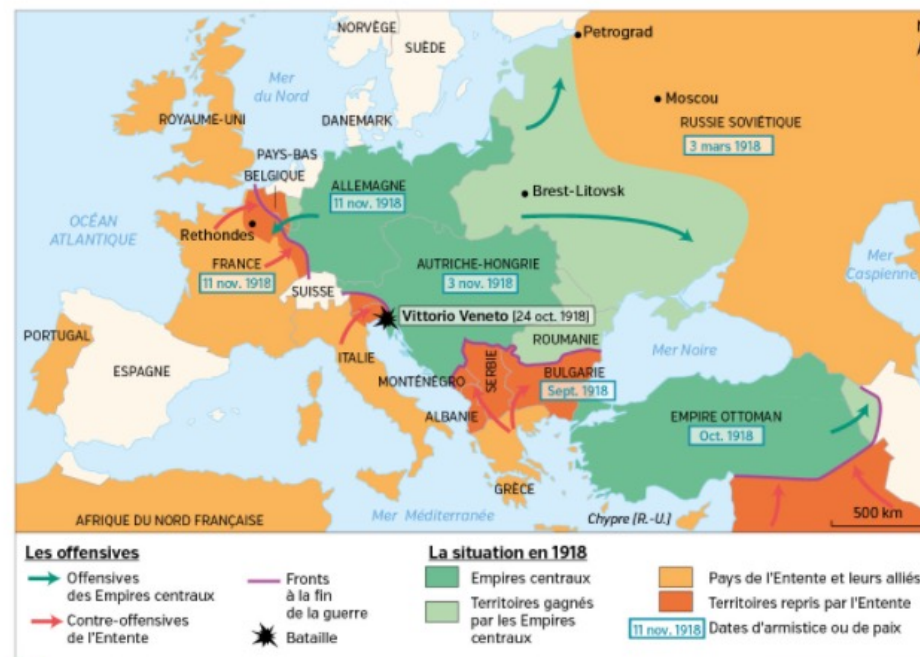 NORVÈGE
SUÈDE
Petrograd
Mer
du Nord
Moscou
ROYAUME-UNI
DANEMARK
RUSSIE SOVIÉTIQUE
3 mars 1918
PAYS-BAS
BELGIQUE
ALLEMAGNE
11 nov. 1918
Brest-Litovsk
OCÉAN
ATLANTIQUE
Rethondes
FRANCE
11 nov. 1918
AUTRICHE-HONGRIE
3 nov. 1918
Mer
Caspienne
SUISSE
Vittorio Veneto [24 oct. 1918]
PORTUGAL
ROUMANIE
Mer Noire
ESPAGNE
ITALIE
MONTÉNÉGRO
SERBIE
BULGARIE
Sept. 1918
ALBANIE
EMPIRE OTTOMAN
Oct. 1918
GRÈCE
AFRIQUE DU NORD FRANÇAISE
Mer Méditerranée
Chypre [R.-U.]
500 km
Les offensives
Offensives
des Empires centraux
Contre-offensives
de l'Entente
Fronts
à la fin
de la guerre
Bataille
La situation en 1918
Empires centraux
Territoires gagnés
par les Empires
centraux
Pays de l'Entente et leurs alliés
Territoires repris par l'Entente
11 nov. 1918 Dates d'armistice ou de paix